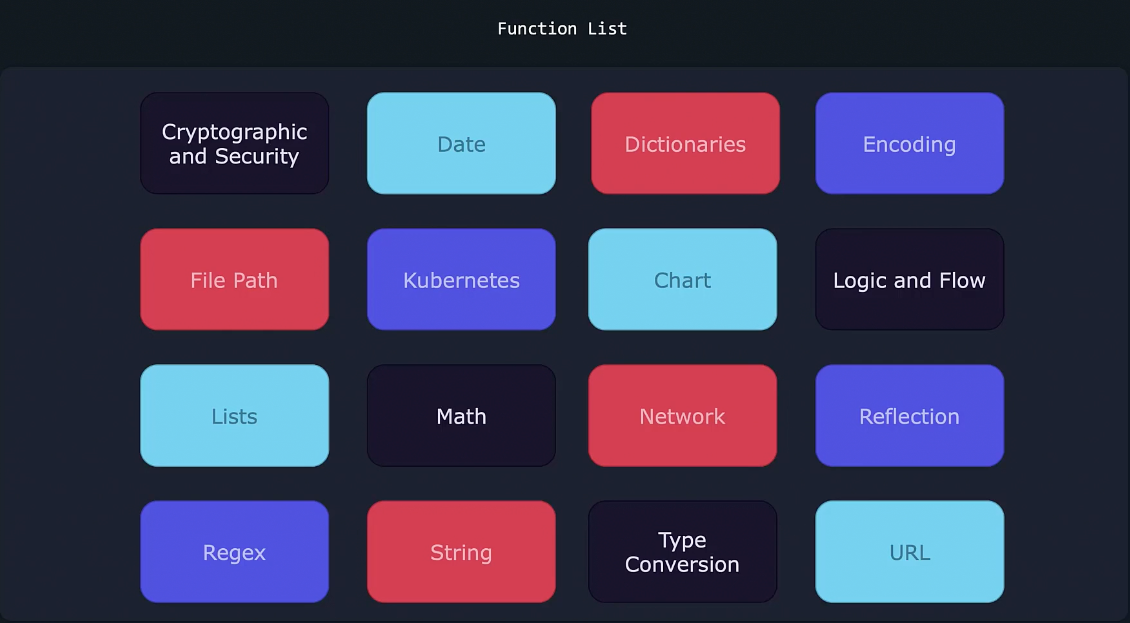 Function List
Cryptographic
and Security
Date
Dictionaries
Encoding
File Path
Kubernetes
Chart
Logic and Flow
Lists
Math
Network
Reflection
Regex
String
Type
Conversion
URL